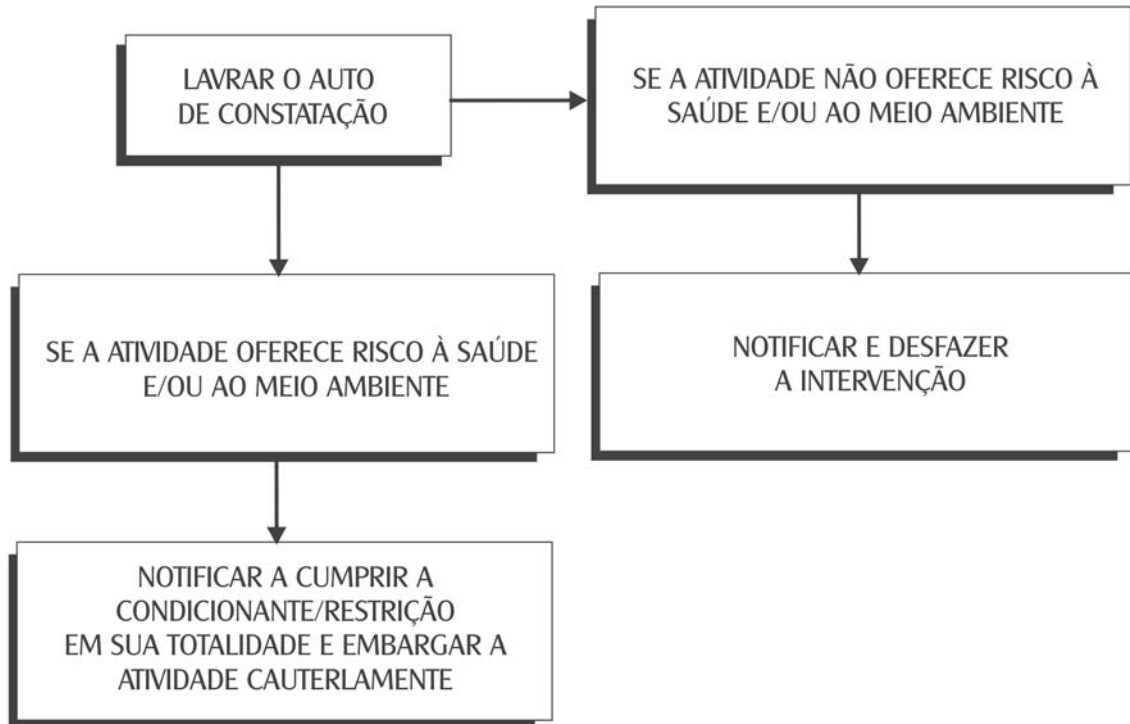 LAVRAR O AUTO
DE CONSTATAÇÃO
SE A ATIVIDADE NÃO OFERECE RISCO À
SAÚDE E/OU AO MEIO AMBIENTE
SE A ATIVIDADE OFERECE RISCO À SAÚDE
E/OU AO MEIO AMBIENTE
NOTIFICAR E DESFAZER
A INTERVENÇÃO
NOTIFICAR A CUMPRIR A
CONDICIONANTE/RESTRIÇÃO
EM SUA TOTALIDADE E EMBARGAR A
ATIVIDADE CAUTERLAMENTE